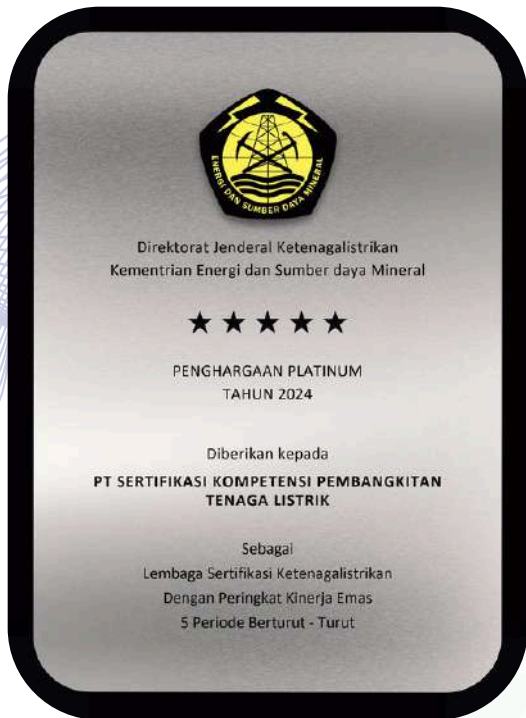 ENERGI DAN SUMBER DAYA MINERAL
Direktorat Jenderal Ketenagalistrikan
Kementrian Energi dan Sumber daya Mineral
PENGHARGAAN PLATINUM
TAHUN 2024
Diberikan kepada
PT SERTIFIKASI KOMPETENSI PEMBANGKITAN
TENAGA LISTRIK
Sebagai
Lembaga Sertifikasi Ketenagalistrikan
Dengan Peringkat Kinerja Emas
5 Periode Berturut - Turut